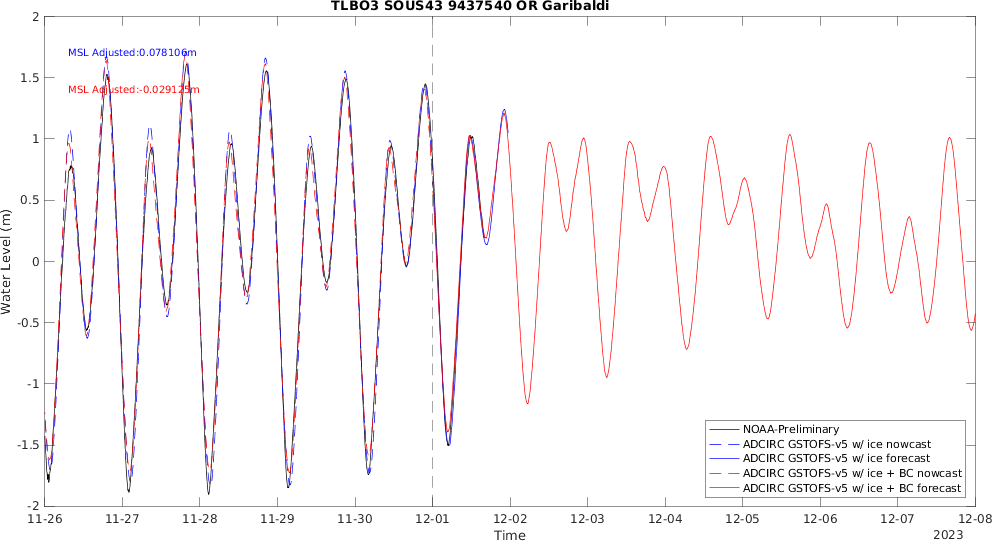 TLBO3 SOUS43 9437540 OR Garibaldi
MSL Adjusted:0.078106m
MSL Adjusted:-0.029125m
Water Level (m)
2
1.5
1
0.5
0
-0.5
-1
-1.5
-2
NOAA-Preliminary
ADCIRC GSTOFS-v5 w/ ice nowcast
ADCIRC GSTOFS-v5 w/ ice forecast
ADCIRC GSTOFS-v5 w/ ice + BC nowcast
ADCIRC GSTOFS-v5 w/ ice + BC forecast
11-26 11-27 11-28 11-29 11-30 12-01 12-02 12-03 12-04 12-05 12-06 12-07 12-08
Time
2023